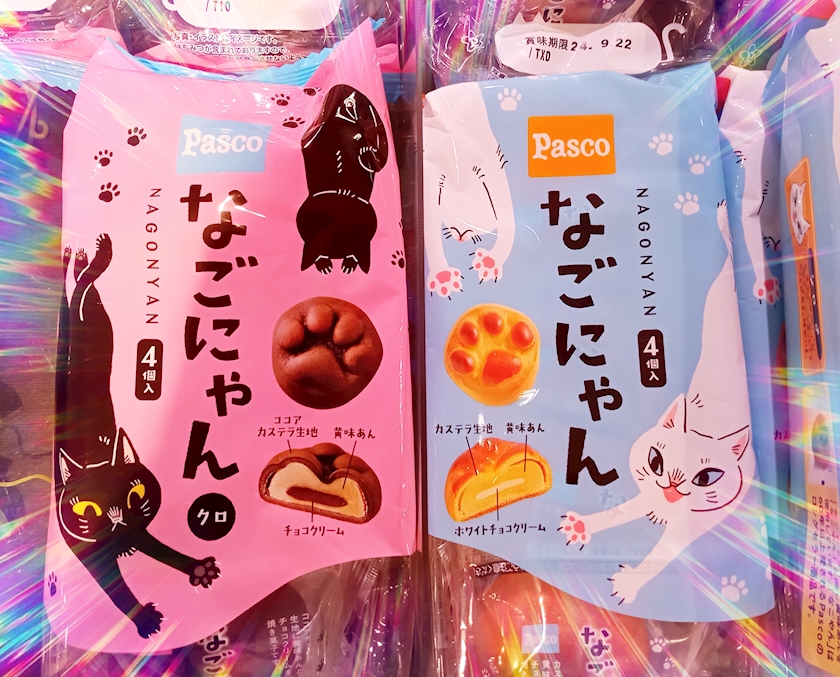 /T10
賞味期限 24. 9. 22
/TXD
Pasco
なごにゃん
NAGONYAN
4個入
クロ
ココア
カステラ生地
黄味あん
チョコクリーム
Pasco
なごにゃん
NAGONYAN
4個入
カステラ生地
黄味あん
ホワイトチョコクリーム
Pasco